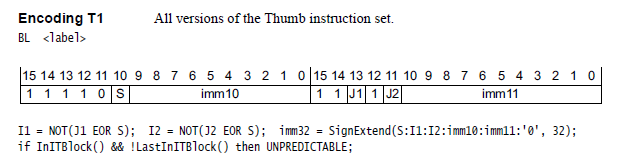 Encoding T1 All versions of the Thumb instruction set.
BL <label>
15 14 13 12 11 10 9 8 7 6 5 4 3 2 1 0 15 14 13 12 11 10 9 8 7 6 5 4 3 2 1 0
1 1 1 1 0 S imm10 1 1 J1 1 J2 imm11
I1 = NOT(J1 EOR S); I2 = NOT(J2 EOR S); imm32 = SignExtend(S:I1:I2:imm10:imm11:'0', 32);
if InITBlock() && !LastInITBlock() then UNPREDICTABLE;